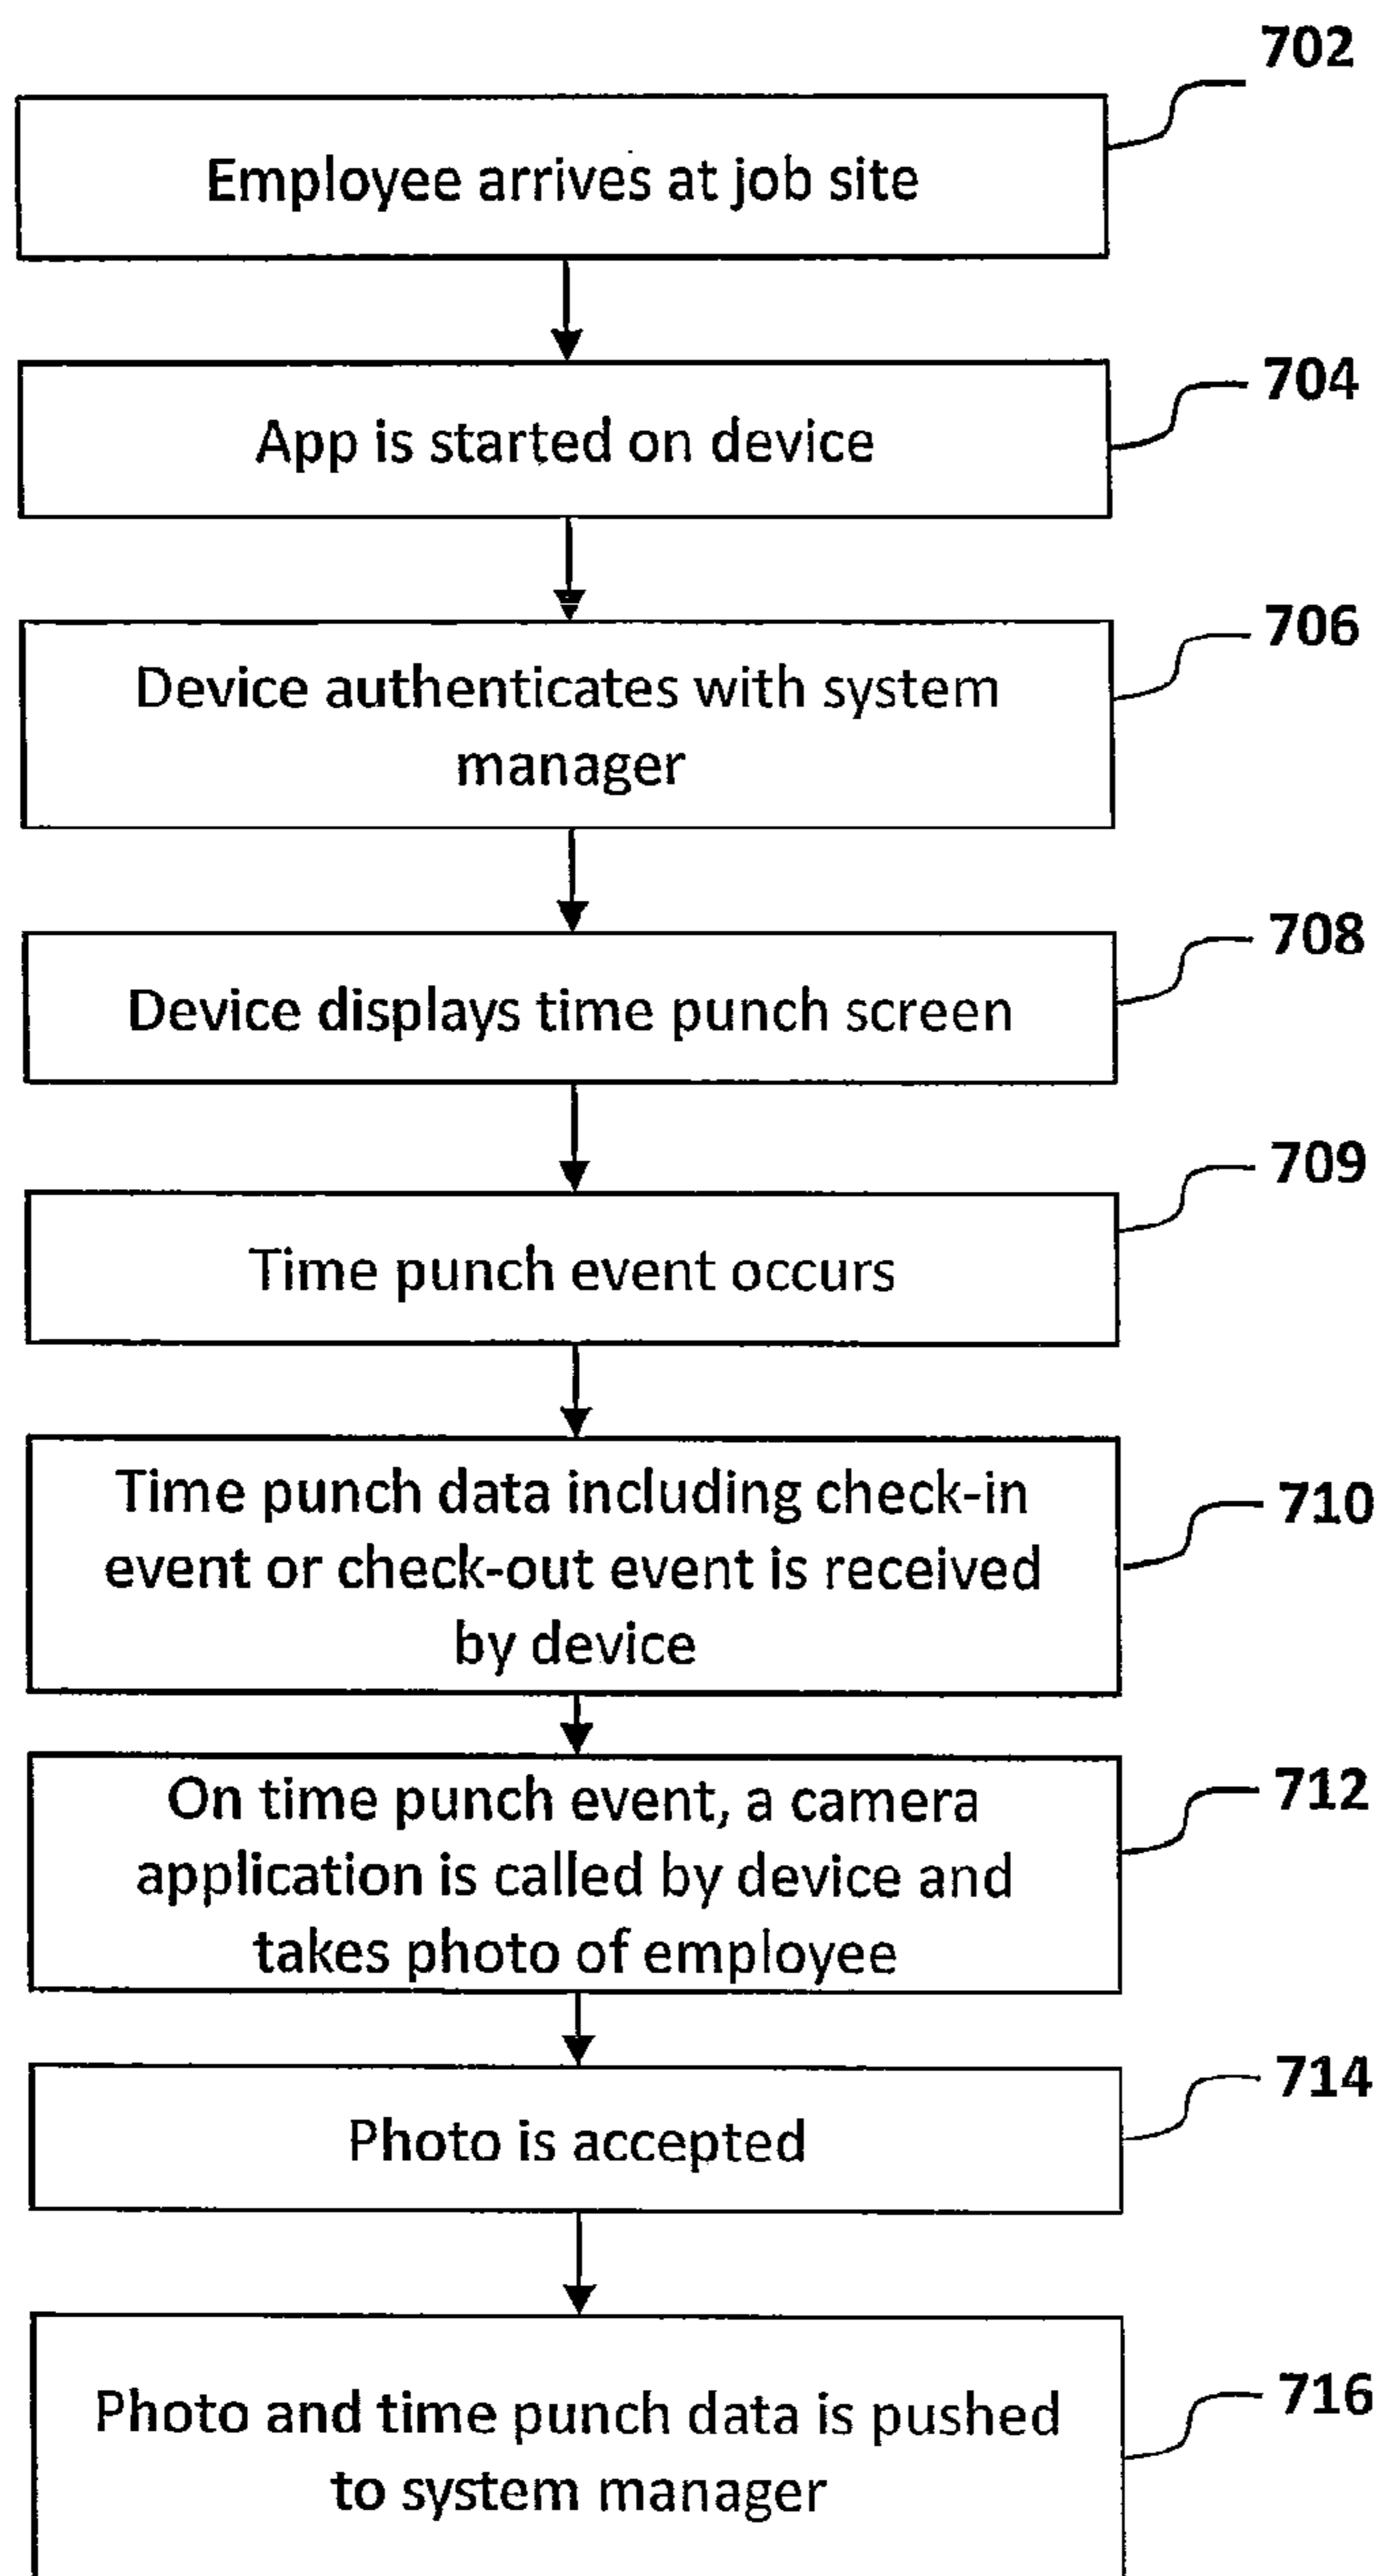 702
Employee arrives at job site
704
App is started on device
706
Device authenticates with system
manager
708
Device displays time punch screen
709
Time punch event occurs
Time punch data including check-in
event or check-out event is received
by device
710
On time punch event, a camera
application is called by device and
takes photo of employee
712
714
Photo is accepted
716
Photo and time punch data is pushed
to system manager